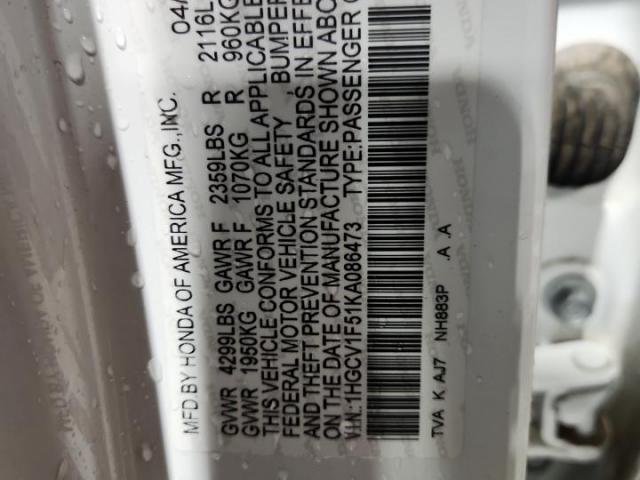 MFD.BY HONDA OF AMERICA MFG.,INC. 04/
GVWR 4299LBS GAWR F 2359LBS R 2116L
GVWR 1950KG GAWR F 1070KG R 960KG
THIS VEHICLE CONFORMS TO ALL APPLICABLE
FEDERAL MOTOR VEHICLE SAFETY, BUMPER
AND THEFT PREVENTION STANDARDS IN EFFE
ON THE DATE OF MANUFACTURE SHOWN ABO
V.I.N.:1HGCV1F51KA086473 TYPE:PASSENGER
TVA K AJ7 NH883P .A .A